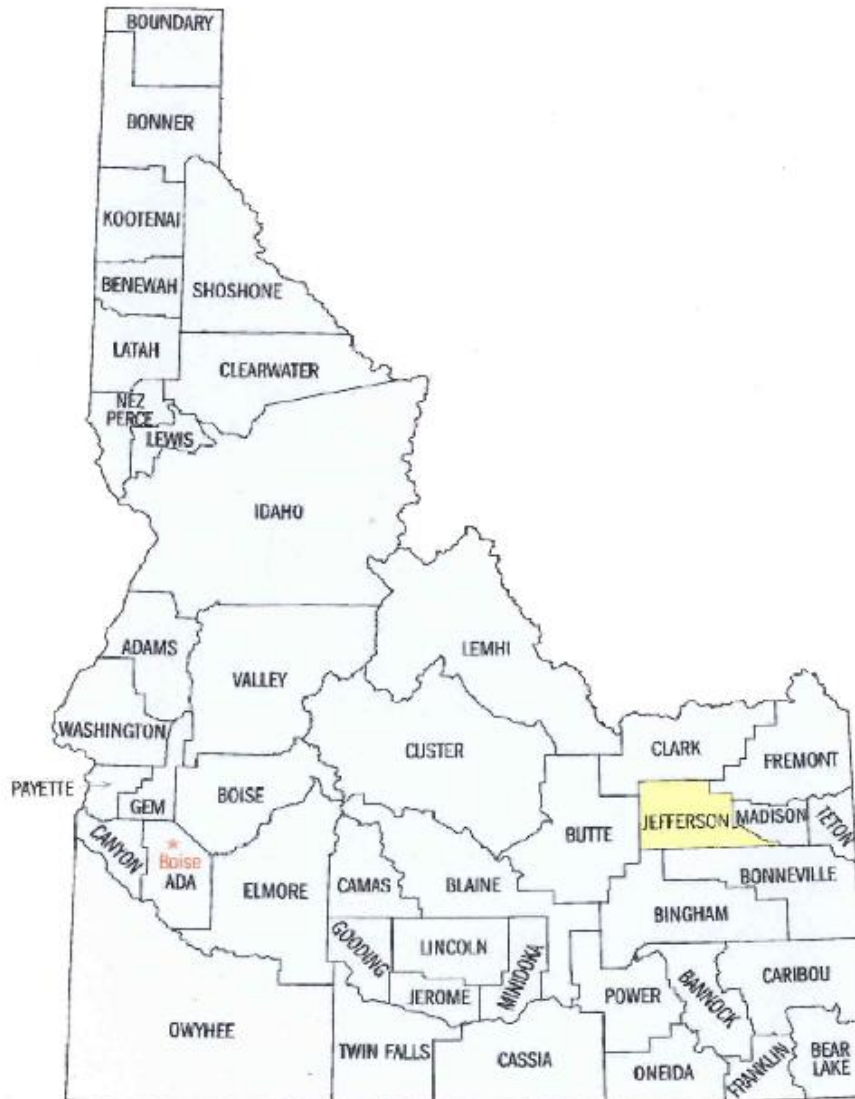 BOUNDARY
BONNER
KOOTENAI
BENEWAH
SHOSHONE
LATAH
CLEARWATER
NEZ
PERCE
LEWIS
IDAHO
ADAMS
LEMHI
VALLEY
WASHINGTON
CUSTER
CLARK
FREMONT
PAYETTE
GEM
BOISE
BUTTE
JEFFERSON
MADISON
TETON
CANYON
* Boise
ADA
ELMORE
CAMAS
BLAINE
BONNEVILLE
BINGHAM
GOODING
LINCOLN
MINIDOKA
JEROME
POWER
BANNOCK
CARIBOU
OWYHEE
TWIN FALLS
CASSIA
ONEIDA
FRANKLIN
BEAR
LAKE